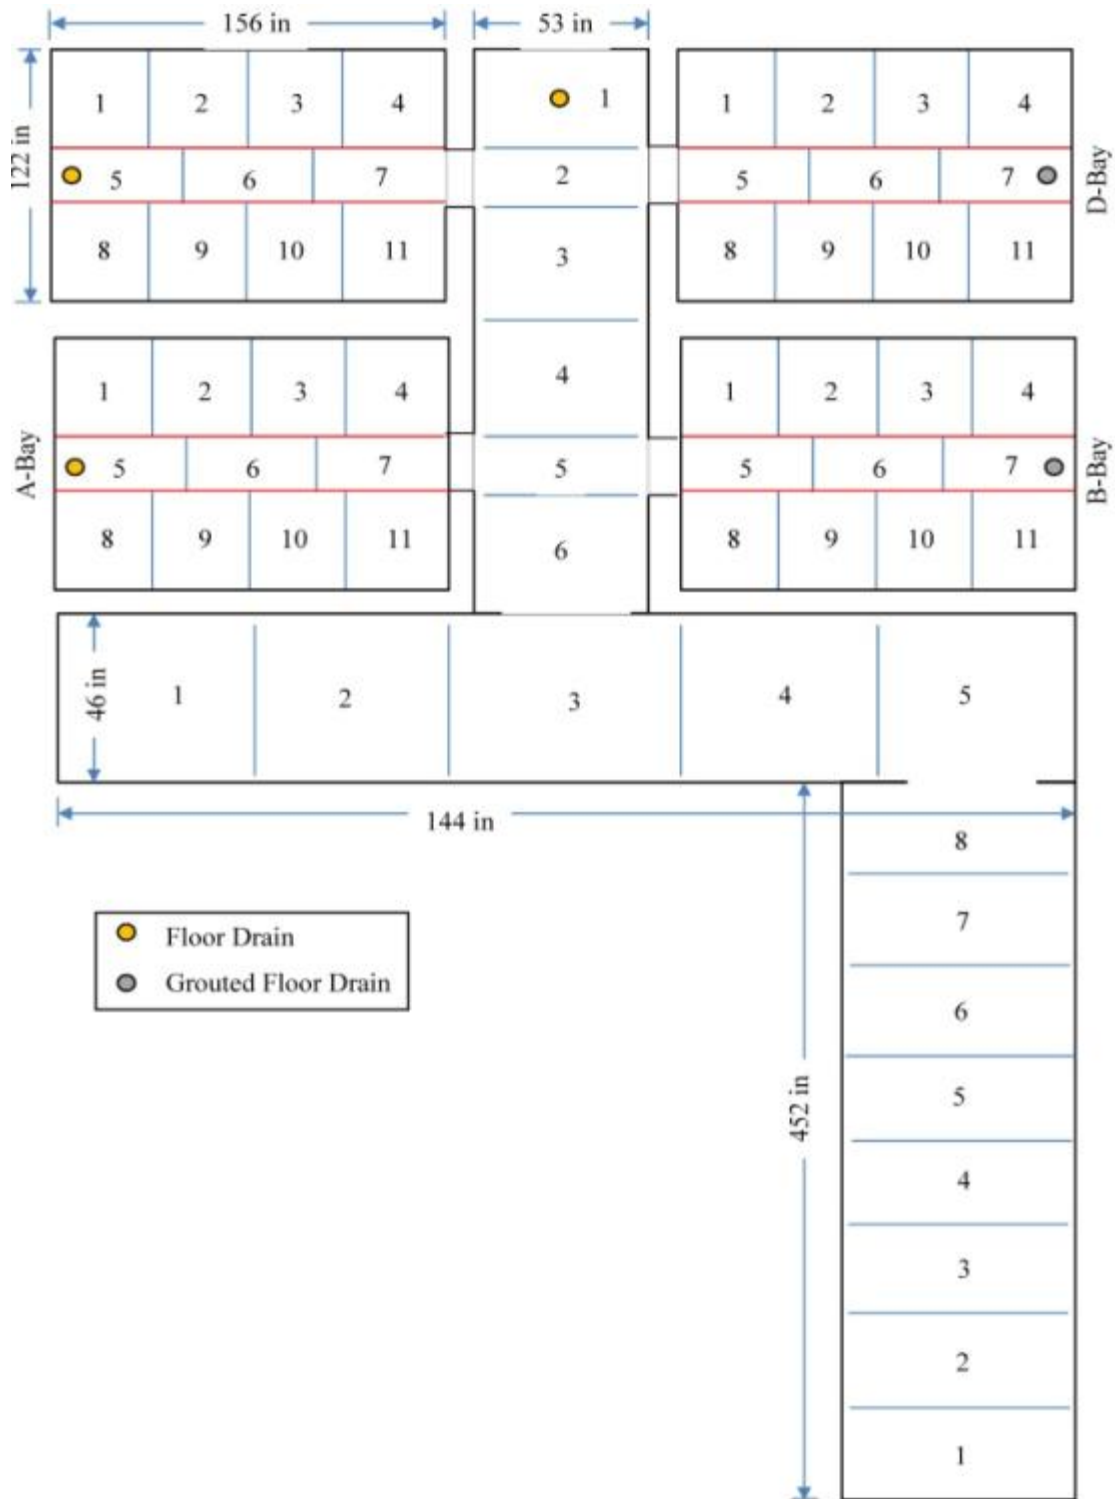 156 in
53 in
122 in
1 2 3 4
1
1 2 3 4
5 6 7
2
5 6 7
D-Bay
8 9 10 11
3
8 9 10 11
1 2 3 4
4
1 2 3 4
A-Bay
5 6 7
5
5 6 7
B-Bay
8 9 10 11
6
8 9 10 11
46 in
1 2 3 4 5
144 in
8
Floor Drain
Grouted Floor Drain
7
6
452 in
5
4
3
2
1